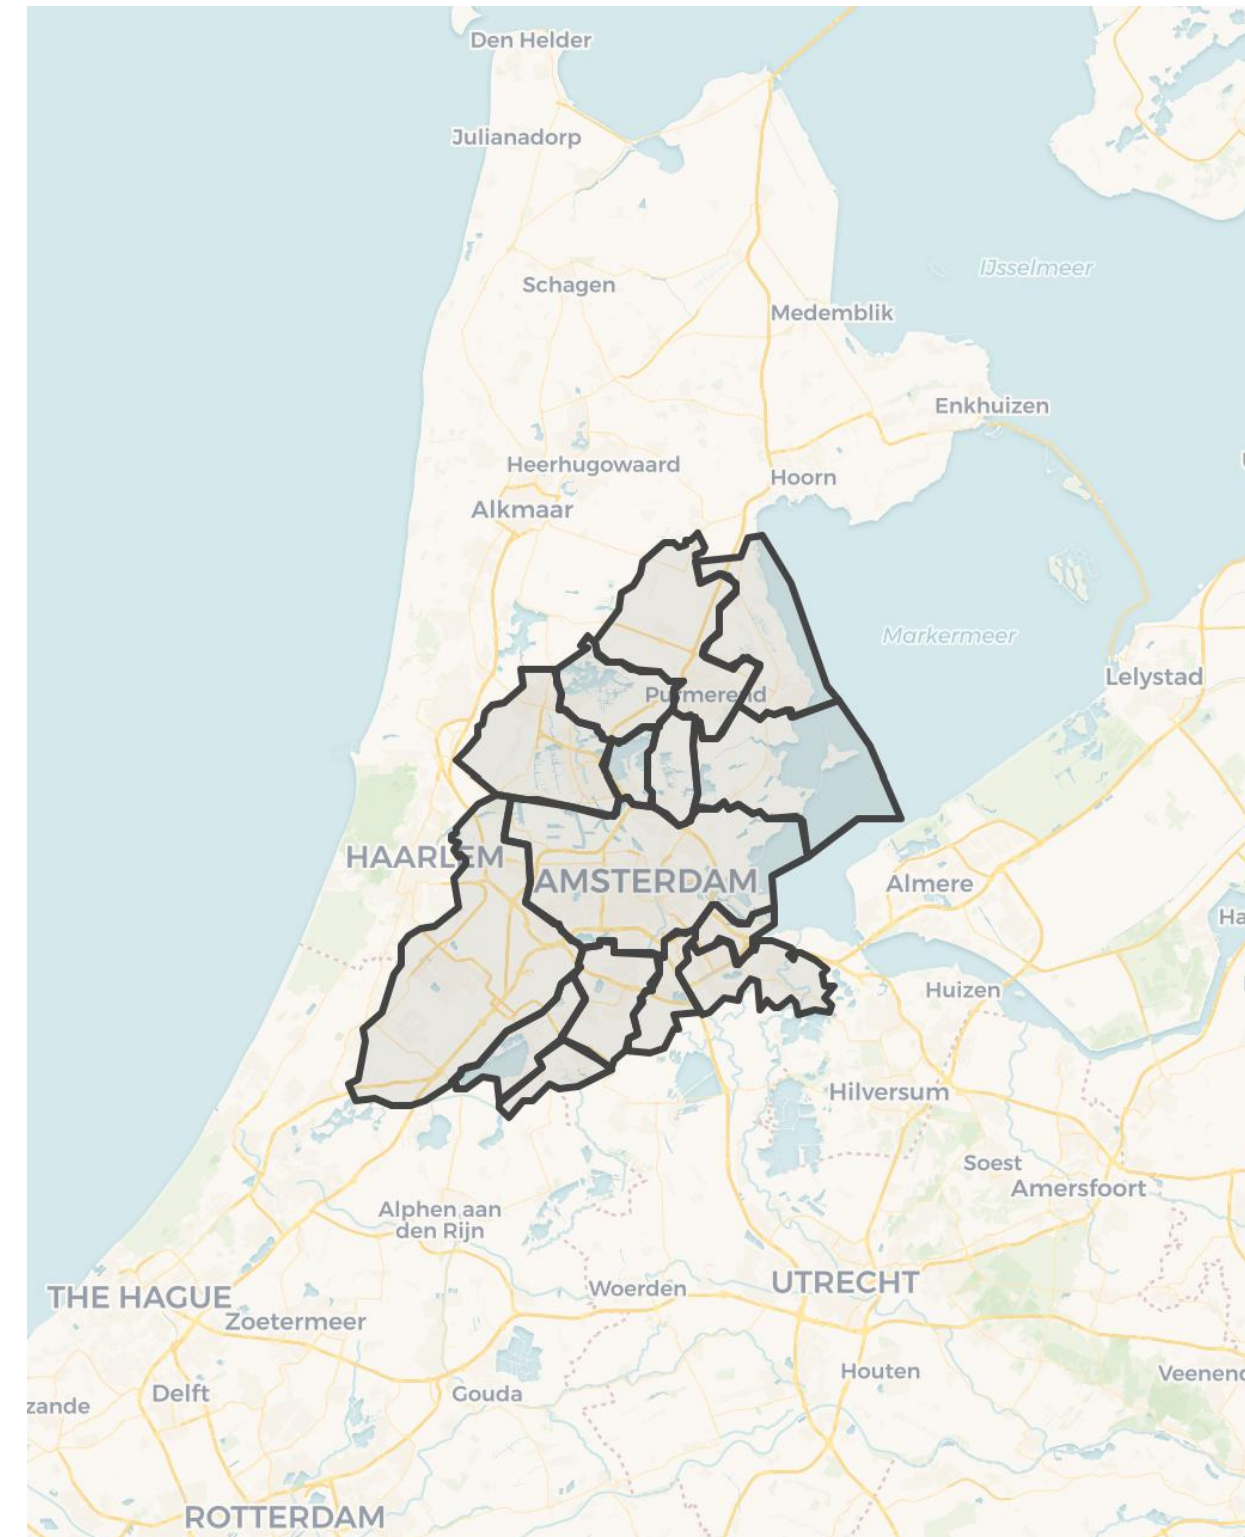 Den Helder
Julianadorp
IJsselmeer
Schagen
Medemblik
Enkhuizen
Heerhugowaard
Hoorn
Alkmaar
Markermeer
Lelystad
Purmerend
HAARLEM
AMSTERDAM
Almere
Ha
Huizen
Hilversum
Soest
Amersfoort
Alphen aan
den Rijn
THE HAGUE
Woerden
UTRECHT
Zoetermeer
Houten
Veenend
Delft
Gouda
zande
ROTTERDAM